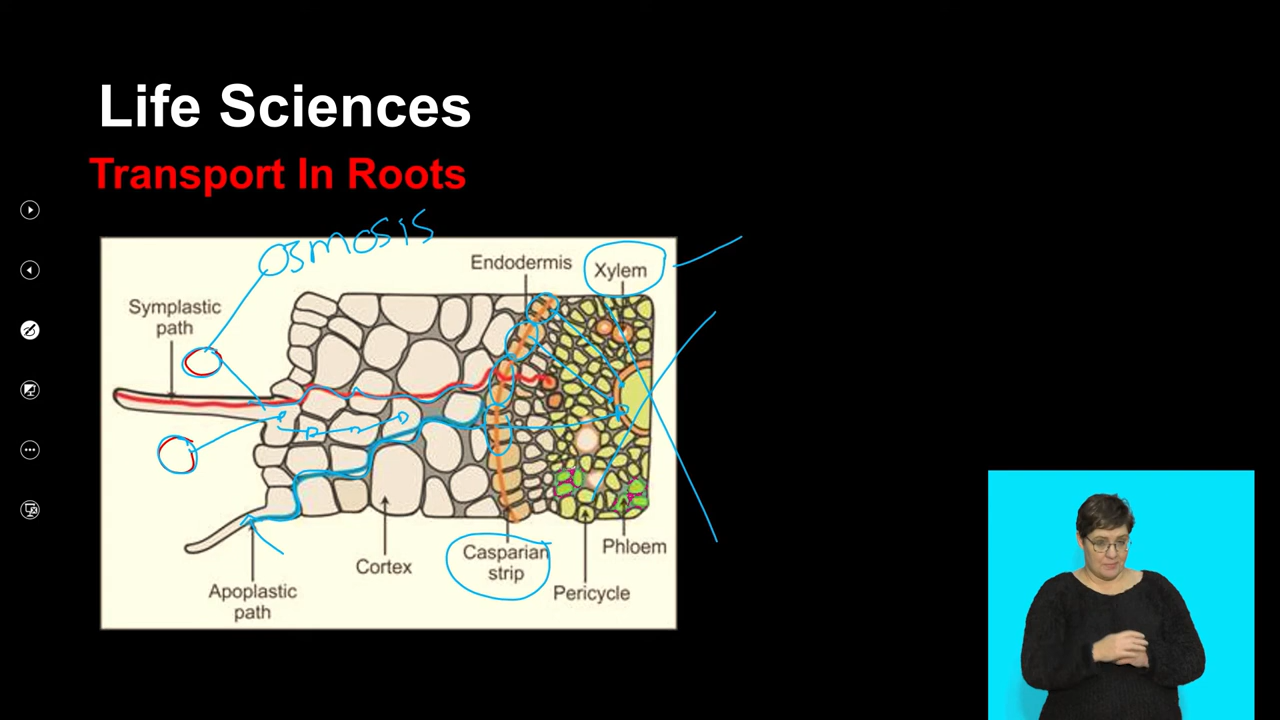 Life Sciences
Transport In Roots
osmosis
Endodermis
Xylem
Symplastic
path
Casparian
strip
Phloem
Cortex
Pericycle
Apoplastic
path